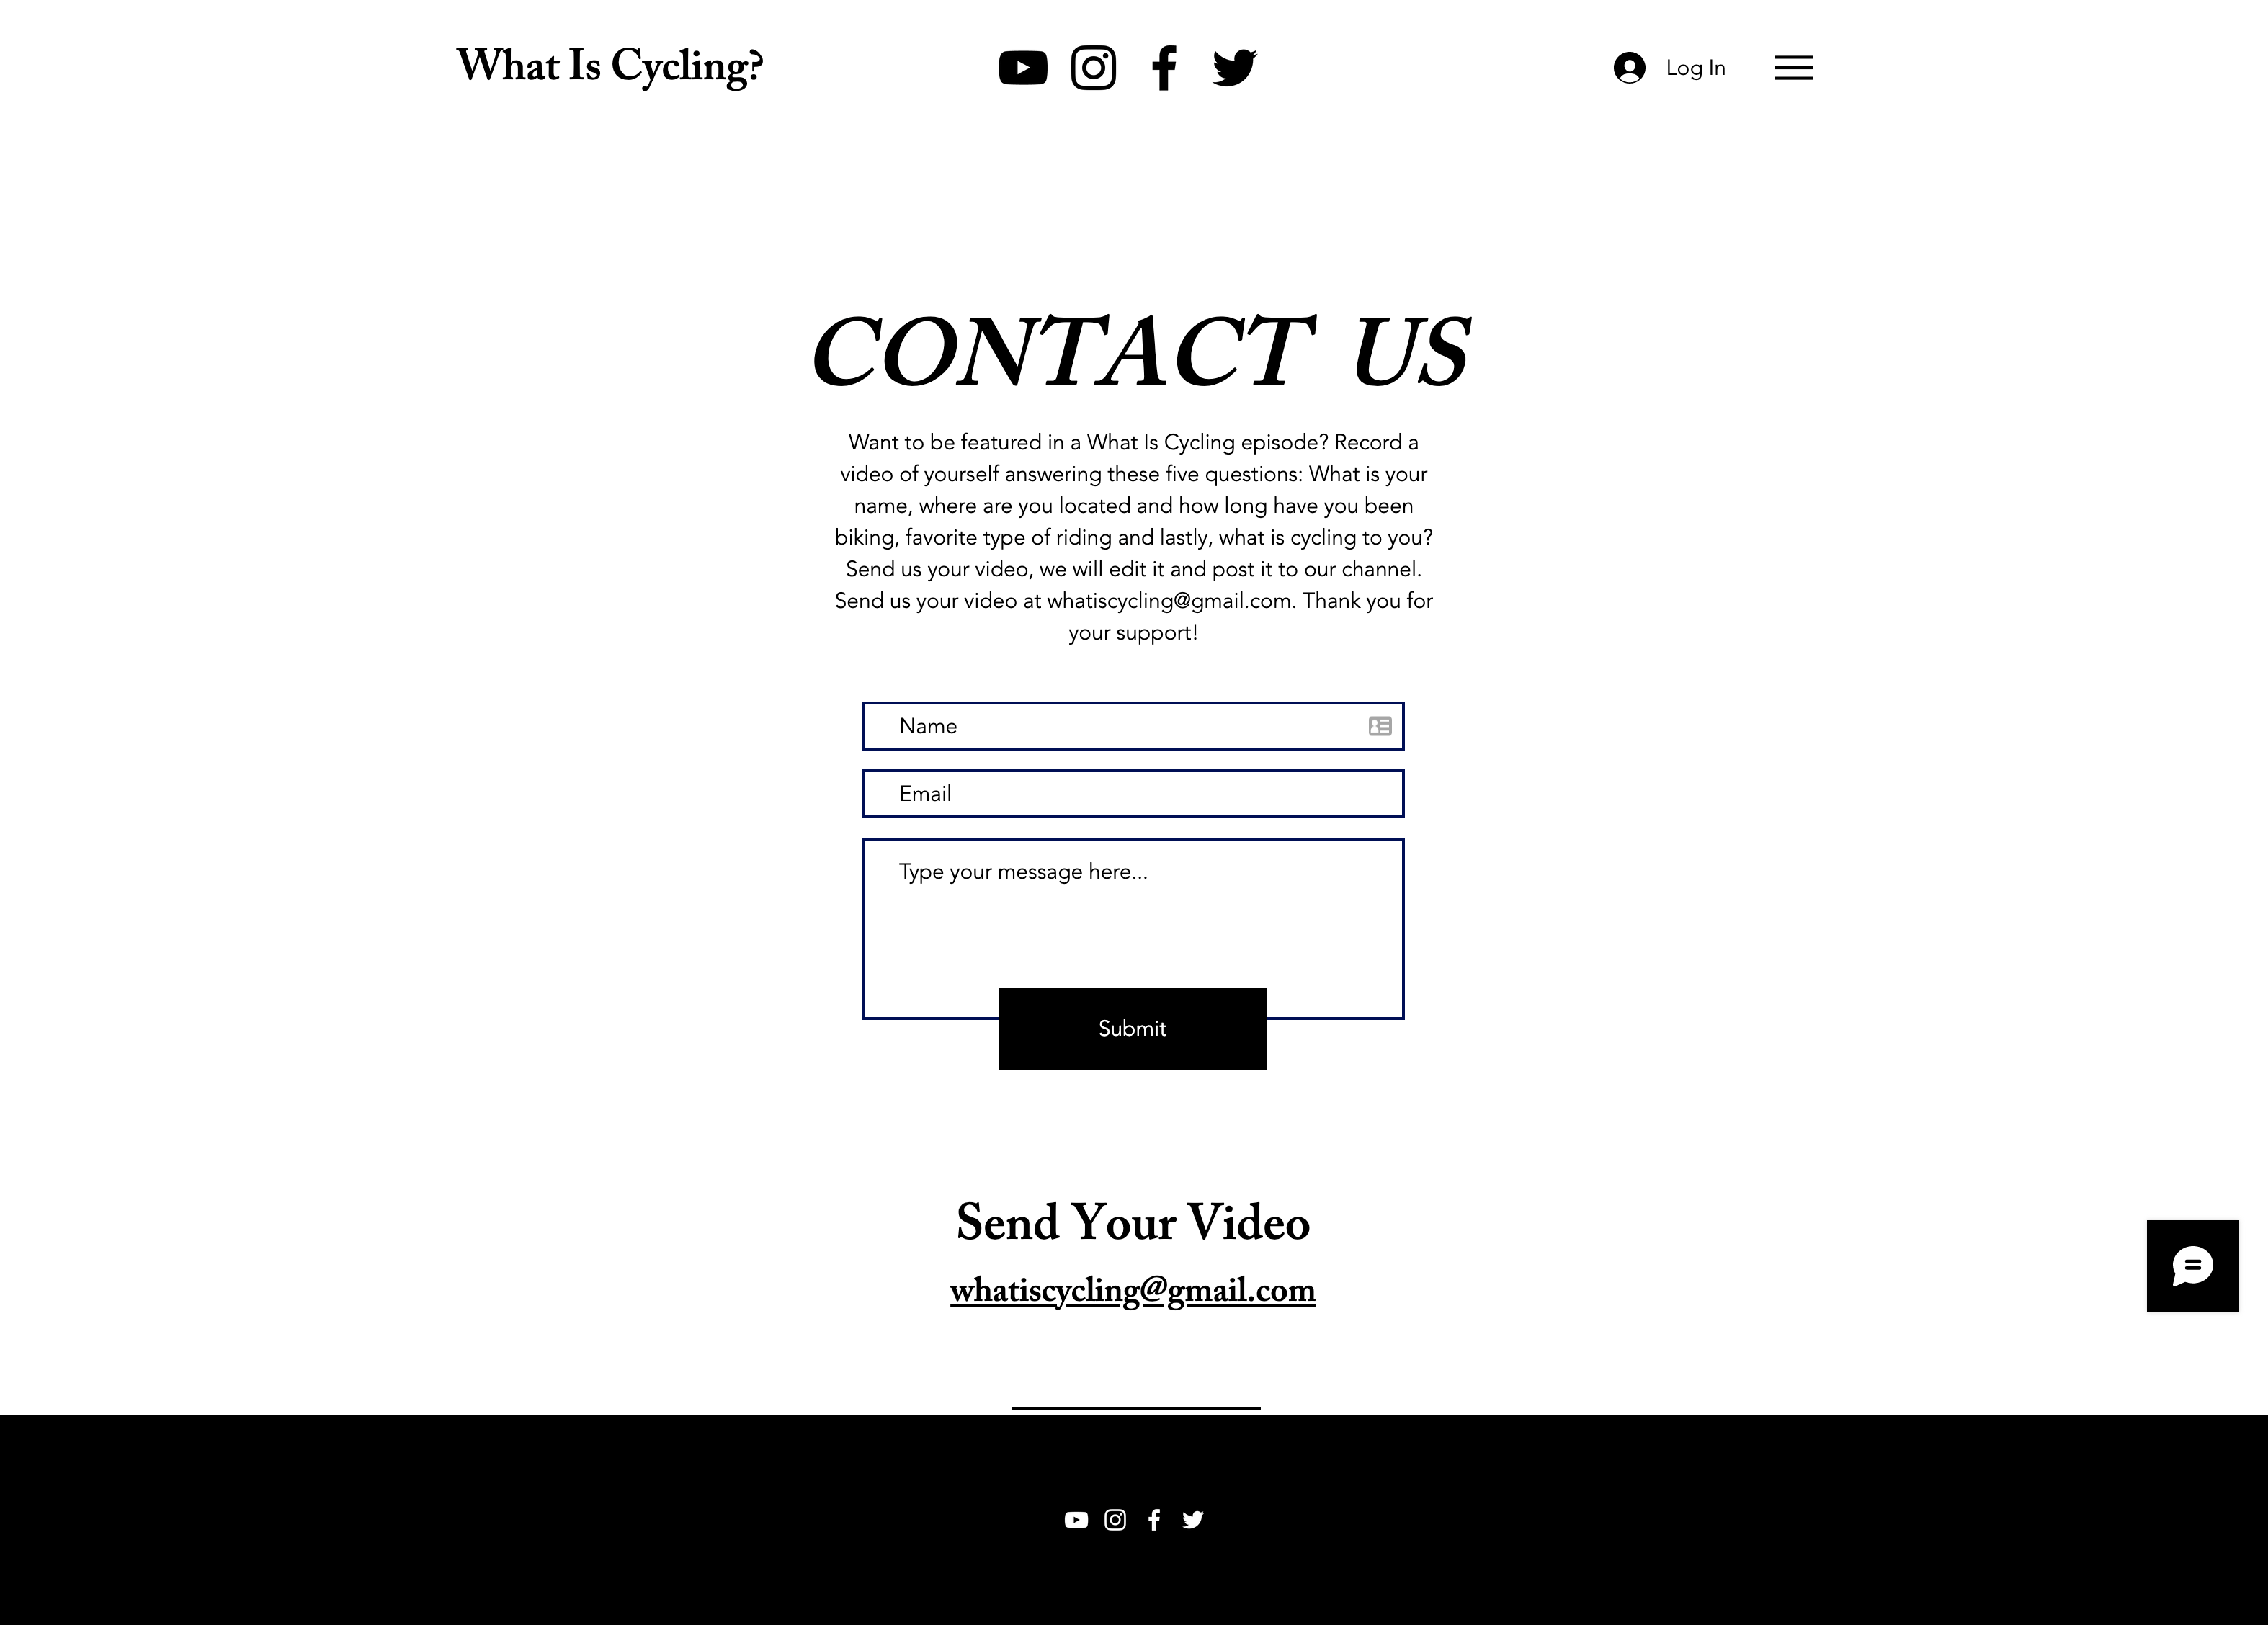 What Is Cycling?
Log In
CONTACT US
Want to be featured in a What Is Cycling episode? Record a
video of yourself answering these five questions: What is your
name, where are you located and how long have you been
biking, favorite type of riding and lastly, what is cycling to you?
Send us your video, we will edit it and post it to our channel.
Send us your video at whatiscycling@gmail.com. Thank you for
your support!
Name
Email
Type your message here...
Submit
Send Your Video
whatiscycling@gmail.com